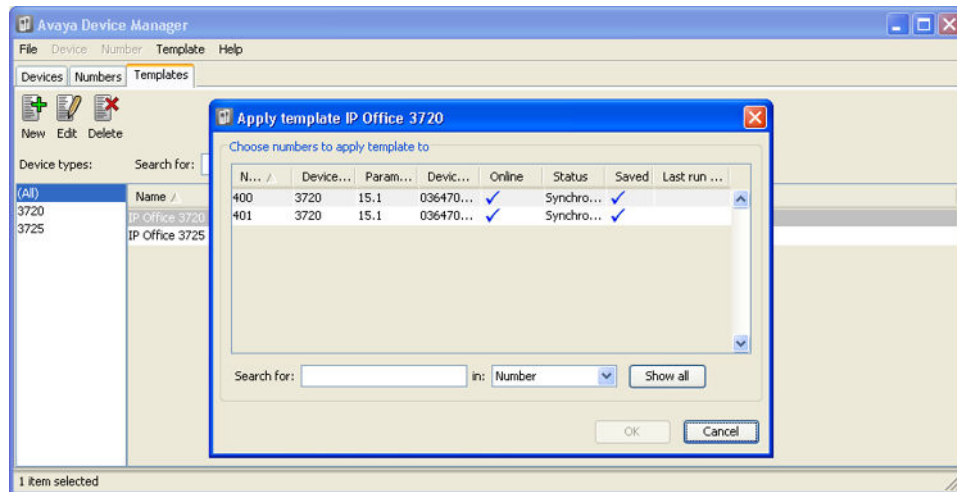 Avaya Device Manager
File Device Number Template Help
Devices Numbers Templates
New Edit Delete
Device types: Search for:
(All)
3720
3725
Name
IP Office 3720
IP Office 3725
Apply template IP Office 3720
Choose numbers to apply template to
N... Device... Param... Devic... Online Status Saved Last run ...
400 3720 15.1 036470... Synchro...
401 3720 15.1 036470... Synchro...
Search for: in: Number Show all
OK Cancel
1 item selected